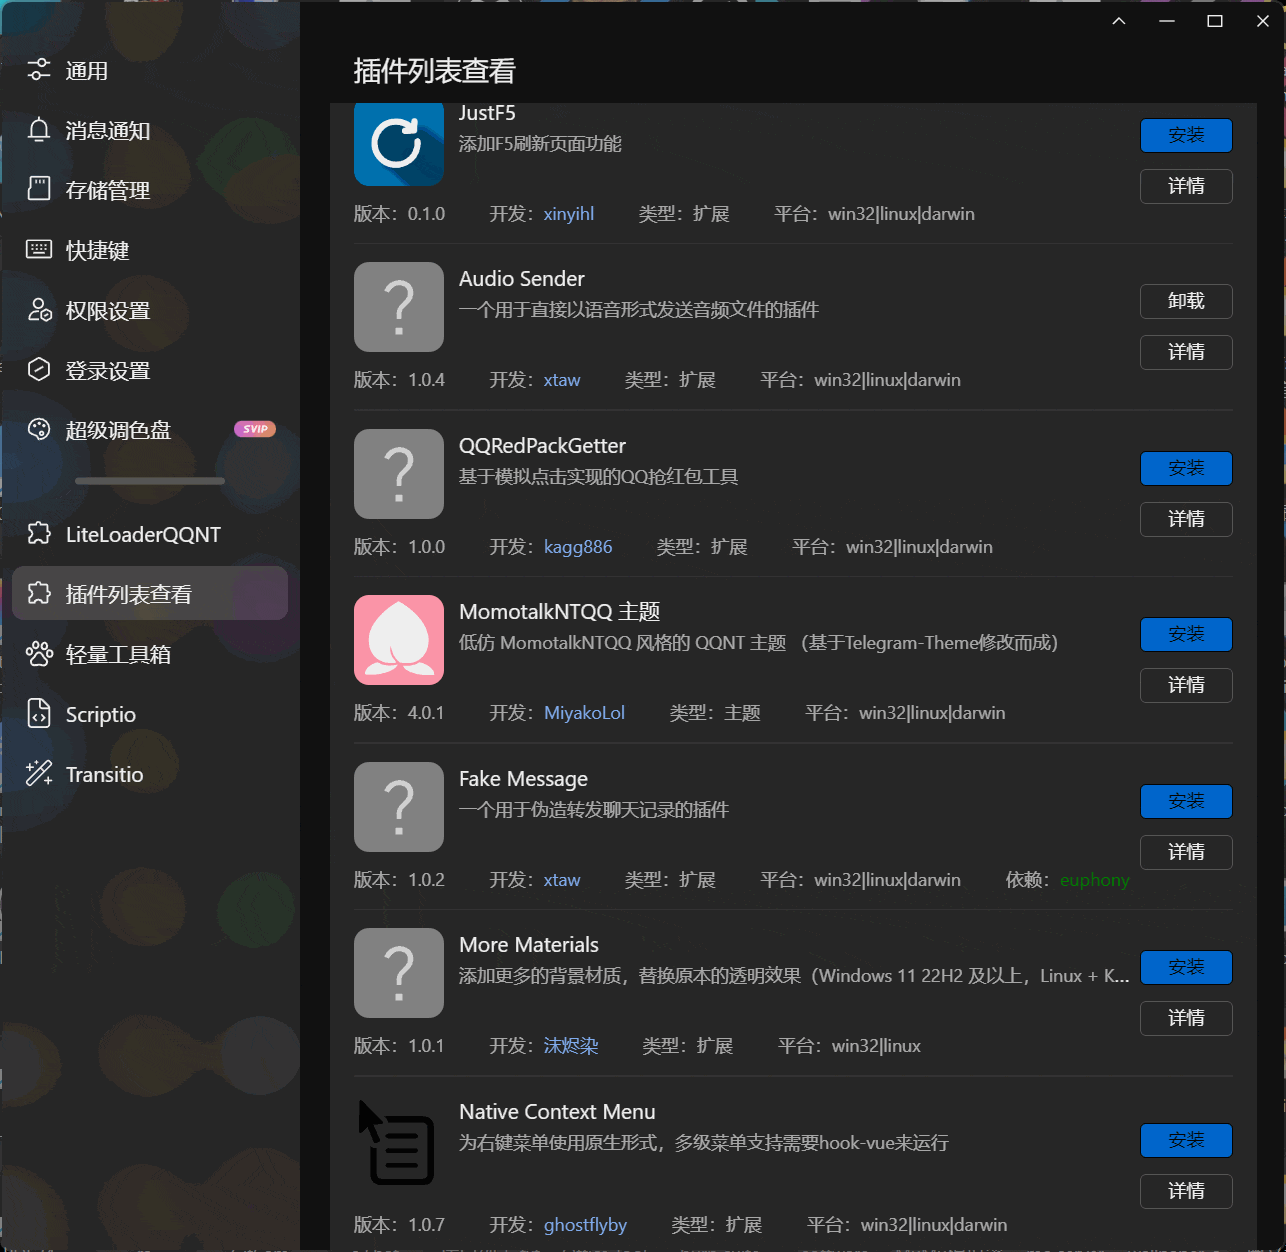 通用
消息通知
存储管理
快捷键
权限设置
登录设置
超级调色盘 SVIP
LiteLoaderQQNT
插件列表查看
轻量工具箱
Scriptio
Transitio
插件列表查看
JustF5
添加F5刷新页面功能
安装
详情
版本：0.1.0 开发：xinyihl 类型：扩展 平台：win32|linux|darwin
Audio Sender
一个用于直接以语音形式发送音频文件的插件
卸载
详情
版本：1.0.4 开发：xtaw 类型：扩展 平台：win32|linux|darwin
QQRedPackGetter
基于模拟点击实现的QQ抢红包工具
安装
详情
版本：1.0.0 开发：kagg886 类型：扩展 平台：win32|linux|darwin
MomotalkNTQQ 主题
低仿 MomotalkNTQQ 风格的 QQNT 主题 （基于Telegram-Theme修改而成）
安装
详情
版本：4.0.1 开发：MiyakoLol 类型：主题 平台：win32|linux|darwin
Fake Message
一个用于伪造转发聊天记录的插件
安装
详情
版本：1.0.2 开发：xtaw 类型：扩展 平台：win32|linux|darwin 依赖：euphony
More Materials
添加更多的背景材质，替换原本的透明效果（Windows 11 22H2 及以上，Linux + K...
安装
详情
版本：1.0.1 开发：沫烬染 类型：扩展 平台：win32|linux
Native Context Menu
为右键菜单使用原生形式，多级菜单支持需要hook-vue来运行
安装
详情
版本：1.0.7 开发：ghostflyby 类型：扩展 平台：win32|linux|darwin